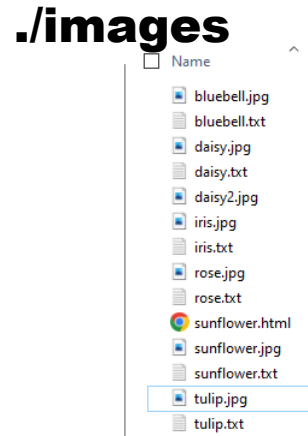 ./images
Name
bluebell.jpg
bluebell.txt
daisy.jpg
daisy.txt
daisy2.jpg
iris.jpg
iris.txt
rose.jpg
rose.txt
sunflower.html
sunflower.jpg
sunflower.txt
tulip.jpg
tulip.txt